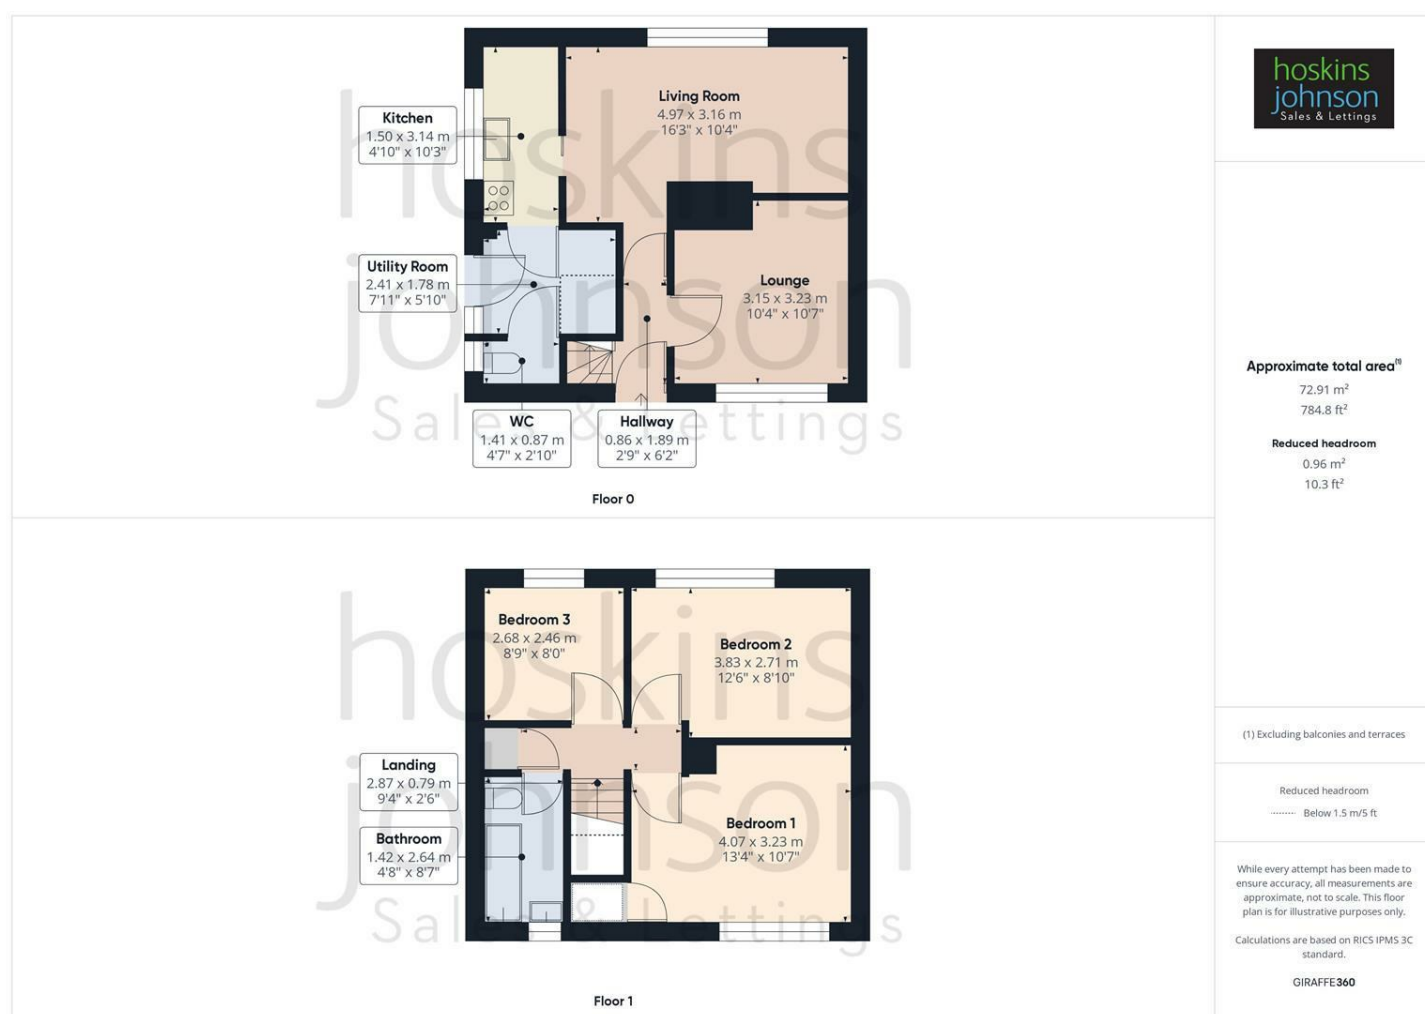 Kitchen
1.50 x 3.14 m
4'10" x 10'3"
Living Room
4.97 x 3.16 m
16'3" x 10'4"
Utility Room
2.41 x 1.78 m
7'11" x 5'10"
Lounge
3.15 x 3.23 m
10'4" x 10'7"
WC
1.41 x 0.87 m
4'7" x 2'10"
Hallway
0.86 x 1.89 m
2'9" x 6'2"
Floor 0
hoskins
johnson
Sales & Lettings
Bedroom 3
2.68 x 2.46 m
8'9" x 8'0"
Bedroom 2
3.83 x 2.71 m
12'6" x 8'10"
Landing
2.87 x 0.79 m
9'4" x 2'6"
Bathroom
1.42 x 2.64 m
4'8" x 8'7"
Bedroom 1
4.07 x 3.23 m
13'4" x 10'7"
Floor 1
hoskins
johnson
Sales & Lettings
hoskins
johnson
Sales & Lettings
Approximate total area⁽¹⁾
72.91 m²
784.8 ft²
Reduced headroom
0.96 m²
10.3 ft²
(1) Excluding balconies and terraces
Reduced headroom
Below 1.5 m/5 ft
While every attempt has been made to
ensure accuracy, all measurements are
approximate, not to scale. This floor
plan is for illustrative purposes only.
Calculations are based on RICS IPMS 3C
standard.
GIRAFFE360